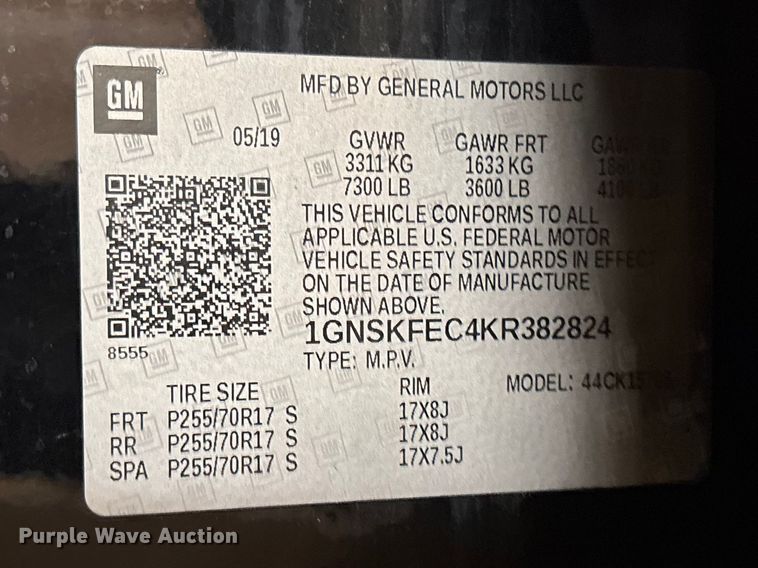 GM
MFD BY GENERAL MOTORS LLC
05/19 GVWR GAWR FRT
3311 KG 1633 KG
7300 LB 3600 LB
THIS VEHICLE CONFORMS TO ALL
APPLICABLE U.S. FEDERAL MOTOR
VEHICLE SAFETY STANDARDS IN EFFECT
ON THE DATE OF MANUFACTURE
SHOWN ABOVE.
1GNSKFEC4KR382824
8555
TYPE: M.P.V.
TIRE SIZE RIM MODEL:
FRT P255/70R17 S 17X8J
RR P255/70R17 S 17X8J
SPA P255/70R17 S 17X7.5J
Purple Wave Auction